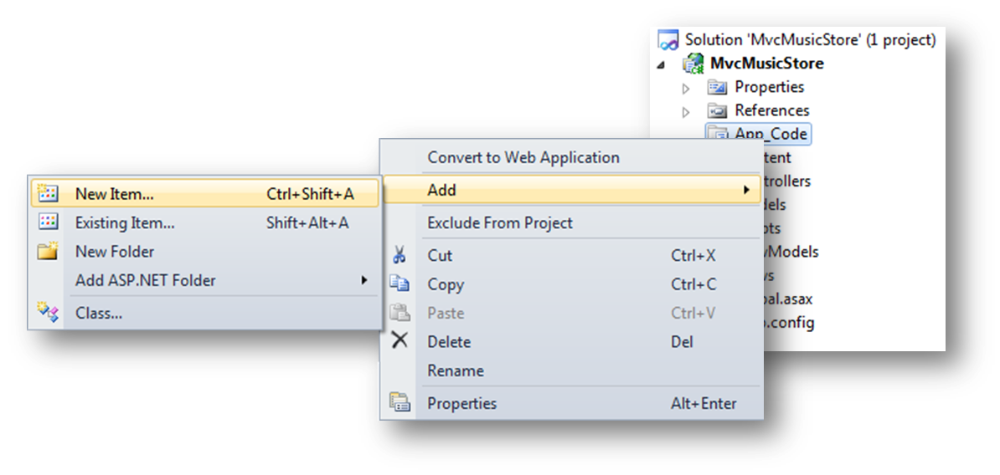 Solution 'MvcMusicStore' (1 project)
MvcMusicStore
Properties
References
App_Code
tent
trollers
dels
pts
vModels
vs
bal.asax
.config
Convert to Web Application
Add
Exclude From Project
Cut Ctrl+X
Copy Ctrl+C
Paste Ctrl+V
Delete Del
Rename
Properties Alt+Enter
New Item... Ctrl+Shift+A
Existing Item... Shift+Alt+A
New Folder
Add ASP.NET Folder
Class...